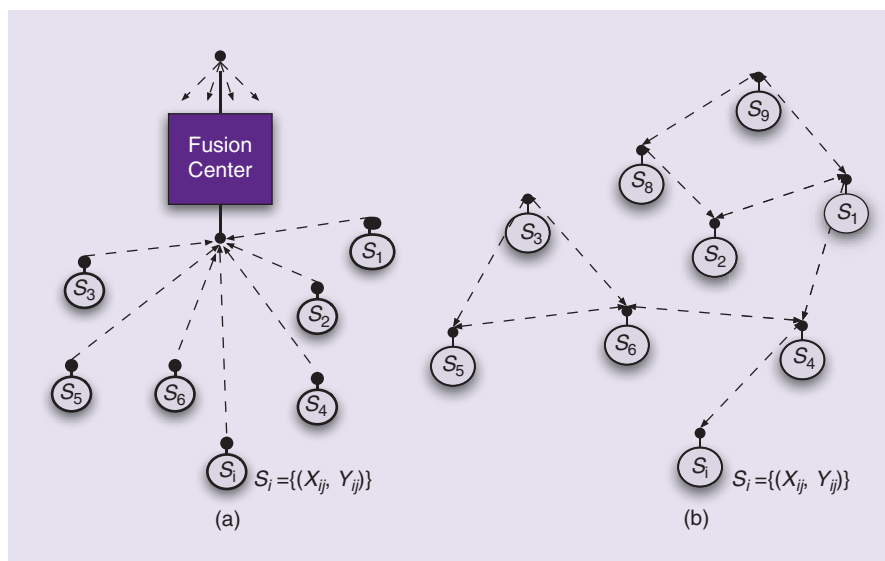 Fusion
Center
S1
S3
S2
S5
S6
S4
Si
Si ={(Xij, Yij)}
(a)
S9
S8
S1
S3
S2
S6
S5
S4
Si
Si ={(Xij, Yij)}
(b)